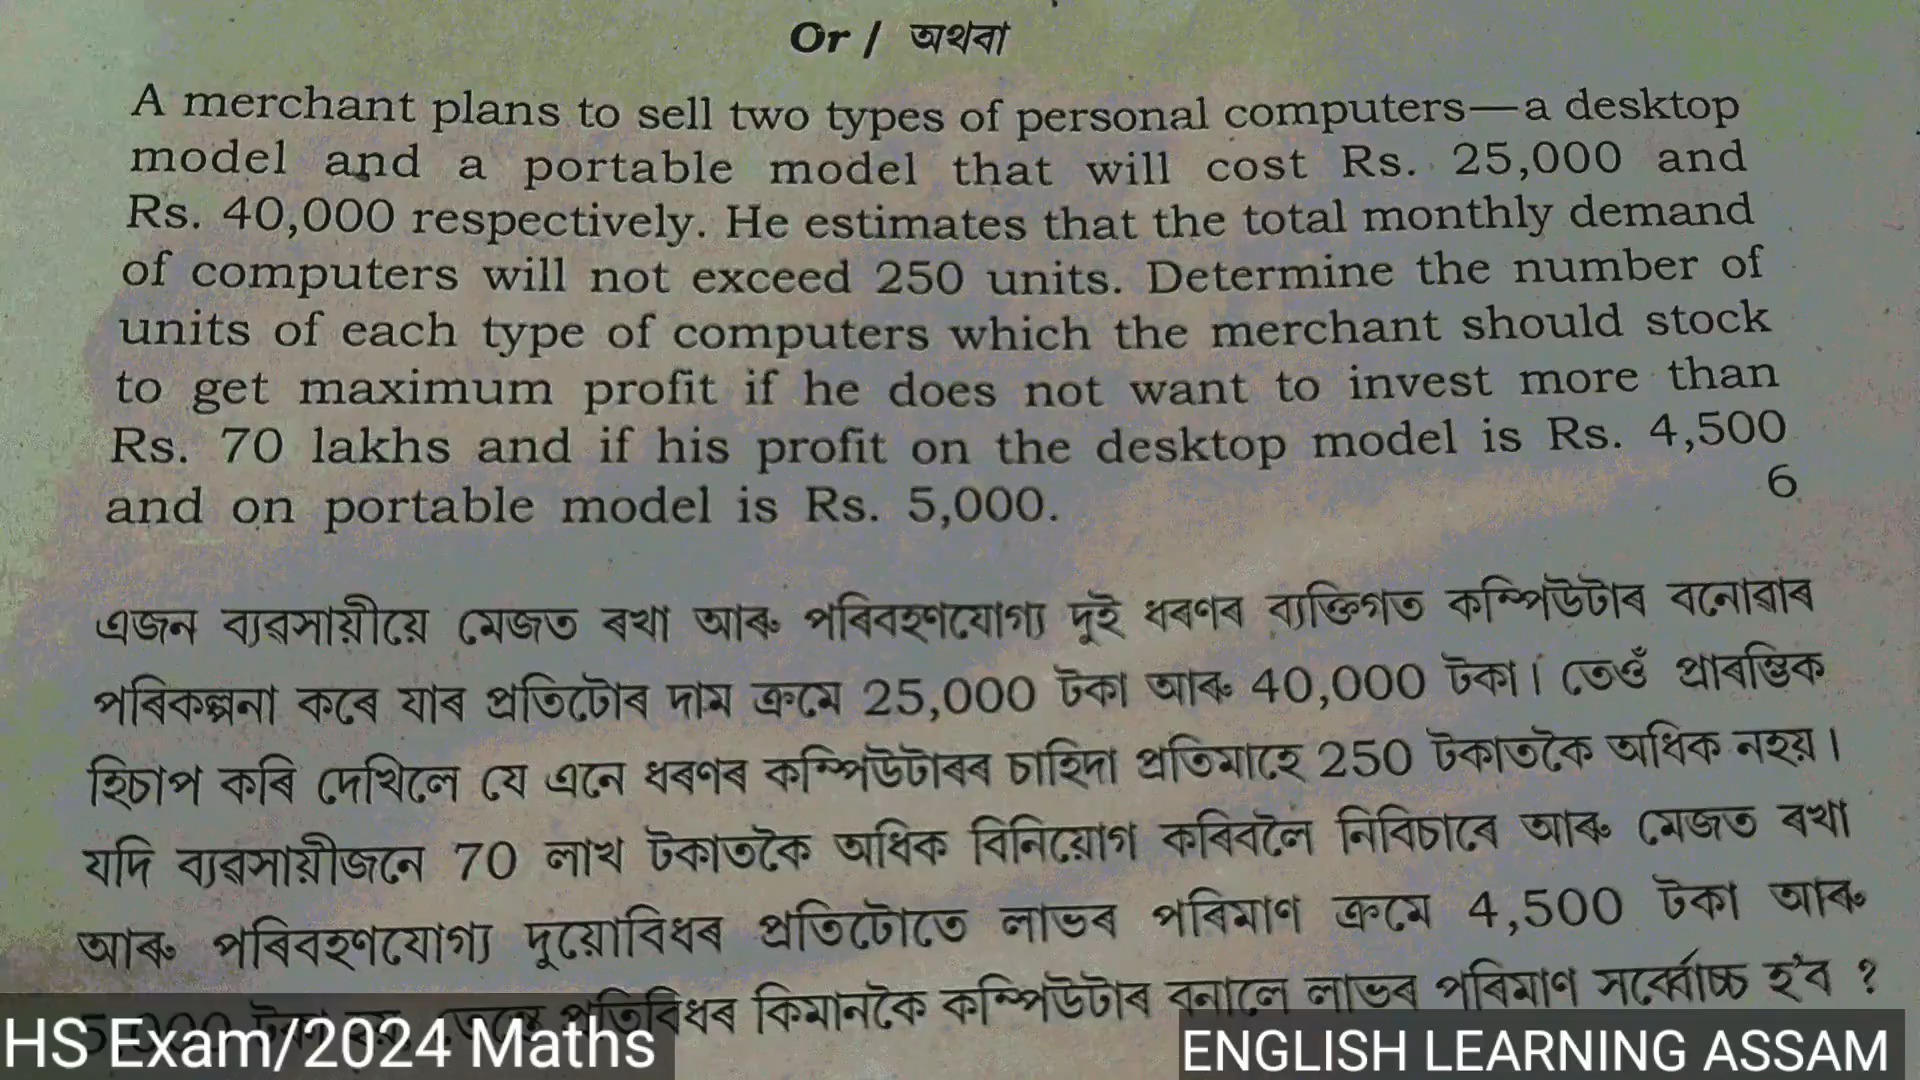 Or / অথবা
A merchant plans to sell two types of personal computers—a desktop
model and a portable model that will cost Rs. 25,000 and
Rs. 40,000 respectively. He estimates that the total monthly demand
of computers will not exceed 250 units. Determine the number of
units of each type of computers which the merchant should stock
to get maximum profit if he does not want to invest more than
Rs. 70 lakhs and if his profit on the desktop model is Rs. 4,500
and on portable model is Rs. 5,000.
6
এজন ব্যৱসায়ীয়ে মেজত ৰখা আৰু পৰিবহণযোগ্য দুই ধৰণৰ ব্যক্তিগত কম্পিউটাৰ বনোৱাৰ
পৰিকল্পনা কৰে যাৰ প্ৰতিটোৰ দাম ক্ৰমে 25,000 টকা আৰু 40,000 টকা। তেওঁ প্ৰাৰম্ভিক
হিচাপ কৰি দেখিলে যে এনে ধৰণৰ কম্পিউটাৰৰ চাহিদা প্ৰতিমাহে 250 টকাতকৈ অধিক নহয়।
যদি ব্যৱসায়ীজনে 70 লাখ টকাতকৈ অধিক বিনিয়োগ কৰিবলৈ নিবিচাৰে আৰু মেজত ৰখা
আৰু পৰিবহণযোগ্য দুয়োবিধৰ প্ৰতিটোতে লাভৰ পৰিমাণ ক্ৰমে 4,500 টকা আৰু
5,000 টকা হয়, তেন্তে প্ৰতিবিধৰ কিমানকৈ কম্পিউটাৰ বনালে লাভৰ পৰিমাণ সৰ্ব্বোচ্চ হ'ব ?
HS Exam/2024 Maths
ENGLISH LEARNING ASSAM